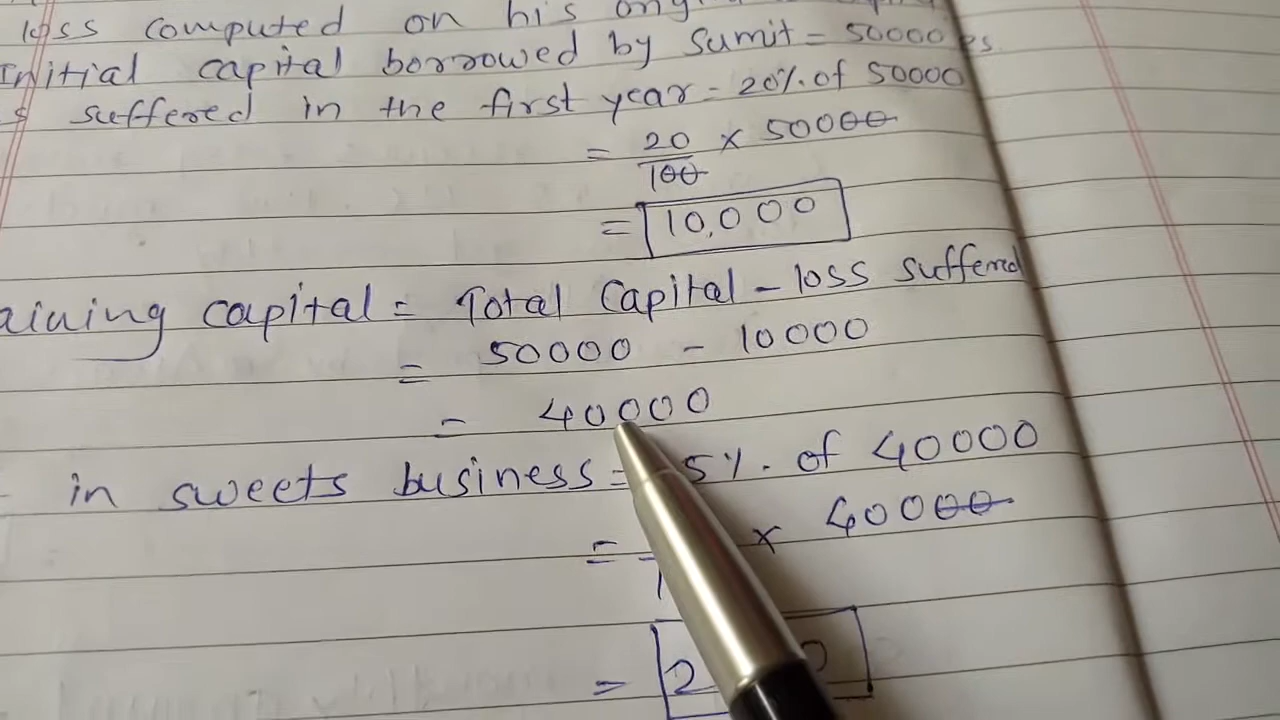 loss computed on his
Initial capital borrowed by Sumit = 50000 Rs
suffered in the first year = 20% of 50000
= 20/100 × 50000
= 10,000
aining capital = Total Capital - loss suffered
= 50000 - 10000
= 40000
in sweets business = 5% of 40000
= × 40000
=